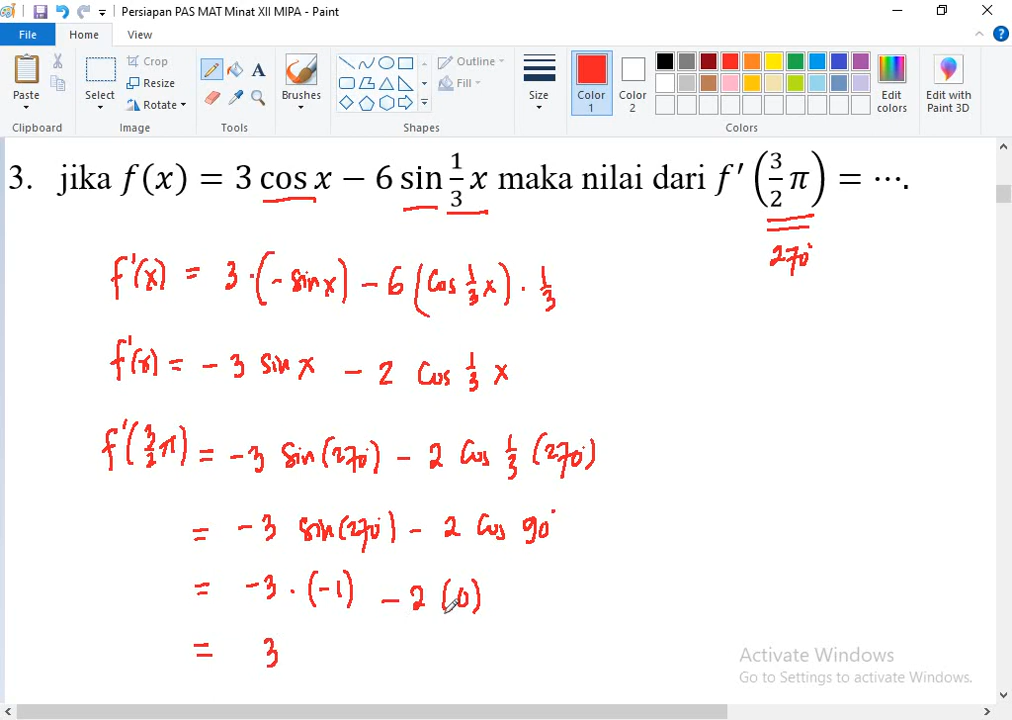 Persiapan PAS MAT Minat XII MIPA - Paint
File Home View
Paste Select Crop Resize Rotate Brushes Outline Fill Size Color 1 Color 2 Edit colors Edit with Paint 3D
Clipboard Image Tools Shapes Colors
3. jika f(x) = 3 cos x − 6 sin 1/3 x maka nilai dari f′(3/2 π) = ⋯.
270°
f'(x) = 3 · (- sin x) - 6 (cos 1/3 x) · 1/3
f'(x) = - 3 sin x - 2 cos 1/3 x
f'(3/2 π) = -3 sin(270°) - 2 cos 1/3 (270°)
= -3 sin(270°) - 2 cos 90°
= -3 · (-1) - 2 (0)
= 3
Activate Windows
Go to Settings to activate Windows.